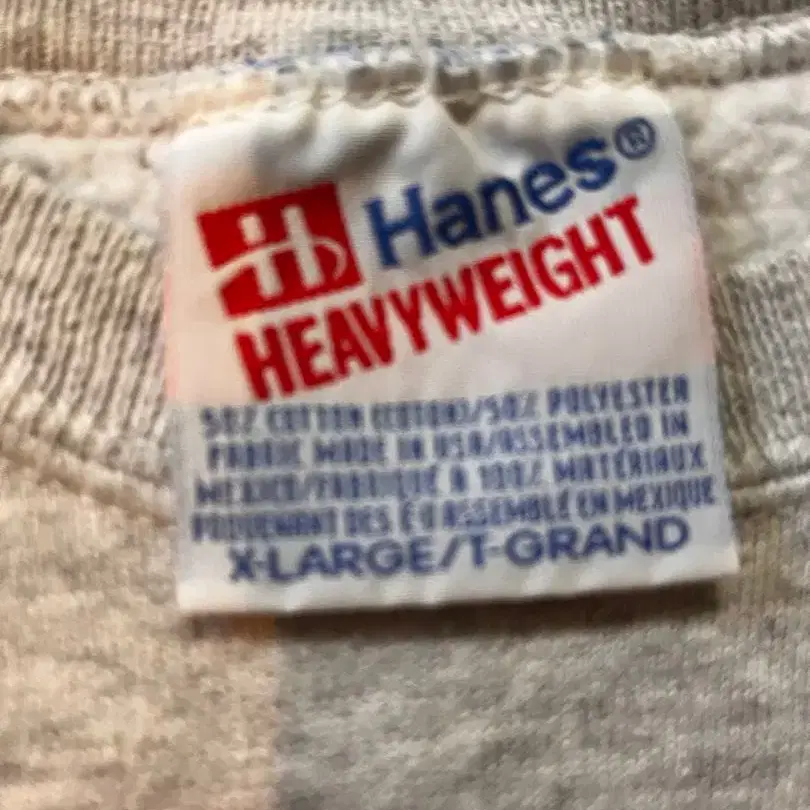 Hanes®
HEAVYWEIGHT
50% COTTON (COTON)/50% POLYESTER
FABRIC MADE IN USA/ASSEMBLED IN
MEXICO/FABRIQUÉ À 100% MATÉRIAUX
PROVENANT DES É U ASSEMBLÉ EN MEXIQUE
X-LARGE/T-GRAND